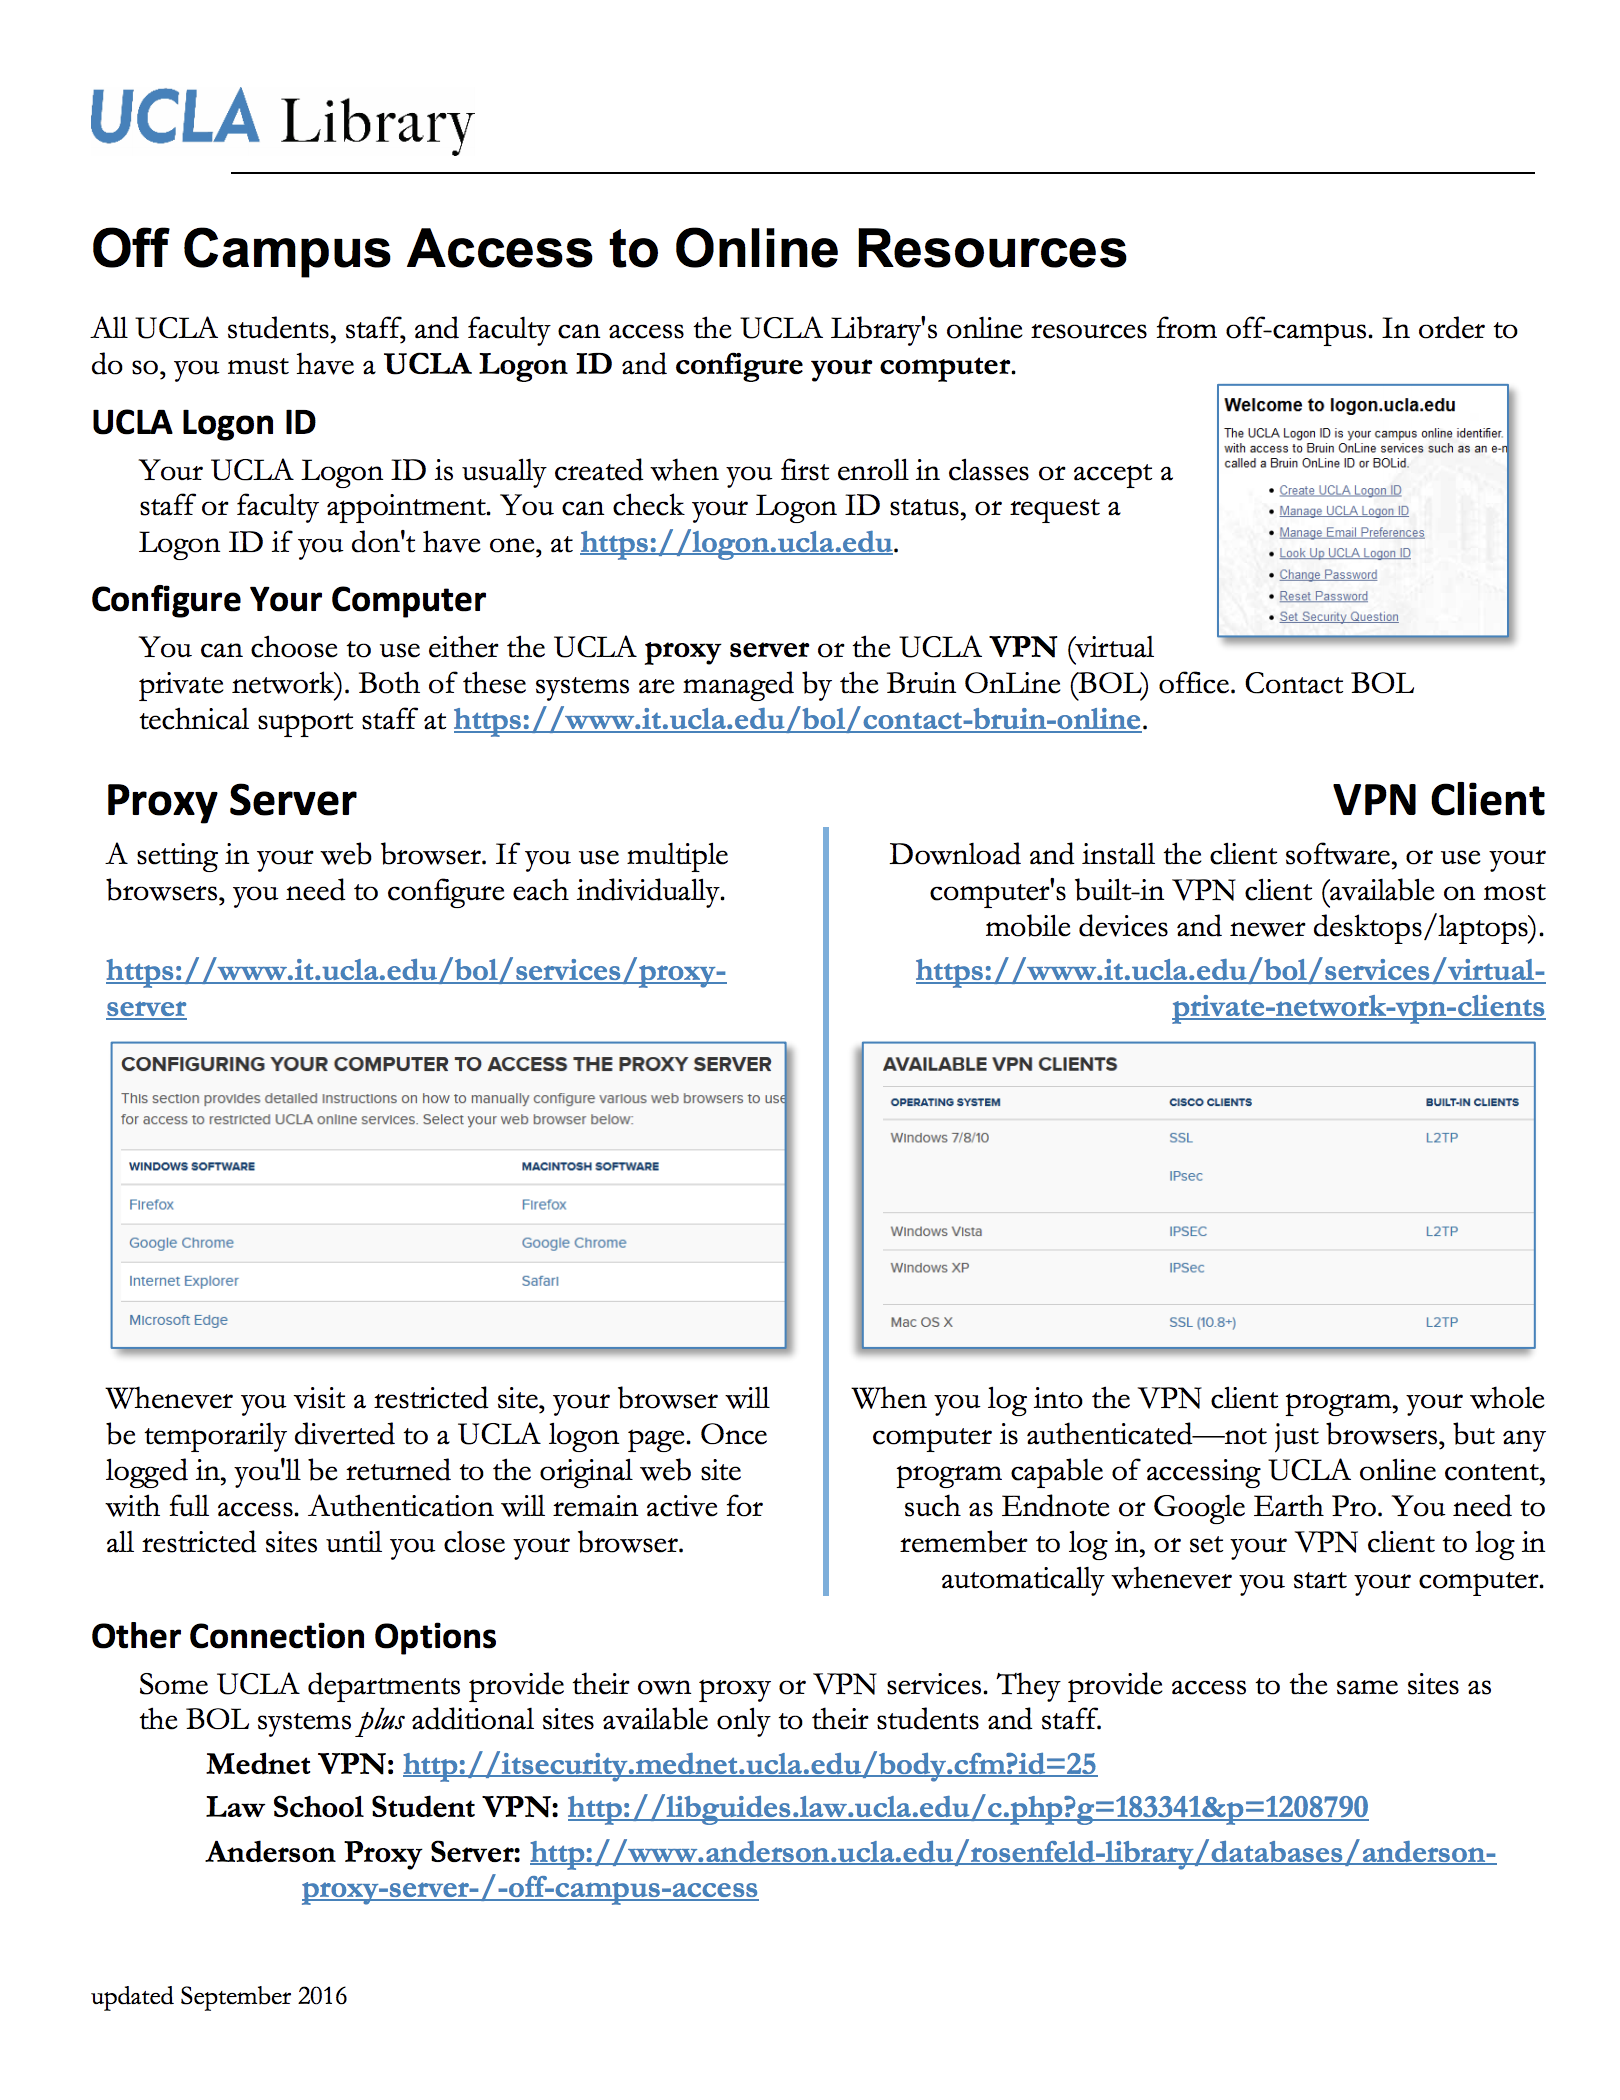 UCLA Library
Off Campus Access to Online Resources
All UCLA students, staff, and faculty can access the UCLA Library's online resources from off-campus. In order to
do so, you must have a UCLA Logon ID and configure your computer.
UCLA Logon ID
Your UCLA Logon ID is usually created when you first enroll in classes or accept a
staff or faculty appointment. You can check your Logon ID status, or request a
Logon ID if you don't have one, at https://logon.ucla.edu.
Welcome to logon.ucla.edu
The UCLA Logon ID is your campus online identifier.
with access to Bruin OnLine services such as an e-n
called a Bruin OnLine ID or BOLid.
• Create UCLA Logon ID
• Manage UCLA Logon ID
• Manage Email Preferences
• Look Up UCLA Logon ID
• Change Password
• Reset Password
• Set Security Question
Configure Your Computer
You can choose to use either the UCLA proxy server or the UCLA VPN (virtual
private network). Both of these systems are managed by the Bruin OnLine (BOL) office. Contact BOL
technical support staff at https://www.it.ucla.edu/bol/contact-bruin-online.
Proxy Server
A setting in your web browser. If you use multiple
browsers, you need to configure each individually.
https://www.it.ucla.edu/bol/services/proxy-
server
CONFIGURING YOUR COMPUTER TO ACCESS THE PROXY SERVER
This section provides detailed instructions on how to manually configure various web browsers to use
for access to restricted UCLA online services. Select your web browser below:
WINDOWS SOFTWARE MACINTOSH SOFTWARE
Firefox Firefox
Google Chrome Google Chrome
Internet Explorer Safari
Microsoft Edge
Whenever you visit a restricted site, your browser will
be temporarily diverted to a UCLA logon page. Once
logged in, you'll be returned to the original web site
with full access. Authentication will remain active for
all restricted sites until you close your browser.
VPN Client
Download and install the client software, or use your
computer's built-in VPN client (available on most
mobile devices and newer desktops/laptops).
https://www.it.ucla.edu/bol/services/virtual-
private-network-vpn-clients
AVAILABLE VPN CLIENTS
OPERATING SYSTEM CISCO CLIENTS BUILT-IN CLIENTS
Windows 7/8/10 SSL L2TP
IPsec
Windows Vista IPSEC L2TP
Windows XP IPSec
Mac OS X SSL (10.8+) L2TP
When you log into the VPN client program, your whole
computer is authenticated—not just browsers, but any
program capable of accessing UCLA online content,
such as Endnote or Google Earth Pro. You need to
remember to log in, or set your VPN client to log in
automatically whenever you start your computer.
Other Connection Options
Some UCLA departments provide their own proxy or VPN services. They provide access to the same sites as
the BOL systems plus additional sites available only to their students and staff.
Mednet VPN: http://itsecurity.mednet.ucla.edu/body.cfm?id=25
Law School Student VPN: http://libguides.law.ucla.edu/c.php?g=183341&p=1208790
Anderson Proxy Server: http://www.anderson.ucla.edu/rosenfeld-library/databases/anderson-
proxy-server-/-off-campus-access
updated September 2016